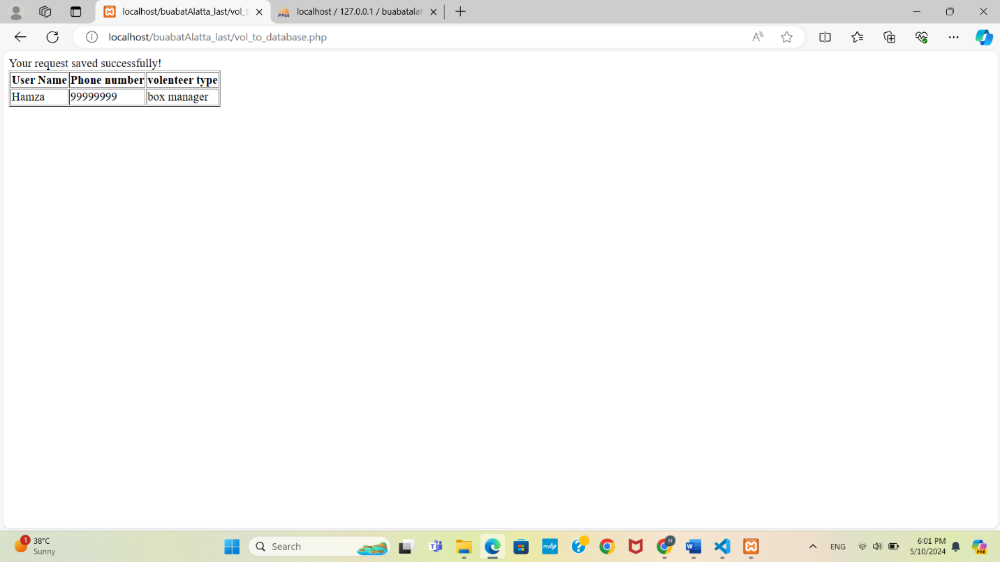 localhost/buabatAlatta_last/vol_t
localhost / 127.0.0.1 / buabatalat
localhost/buabatAlatta_last/vol_to_database.php
Your request saved successfully!
User Name Phone number volenteer type
Hamza 99999999 box manager
1
38°C
Sunny
Search
myhp
H
ENG
6:01 PM
5/10/2024
PRE